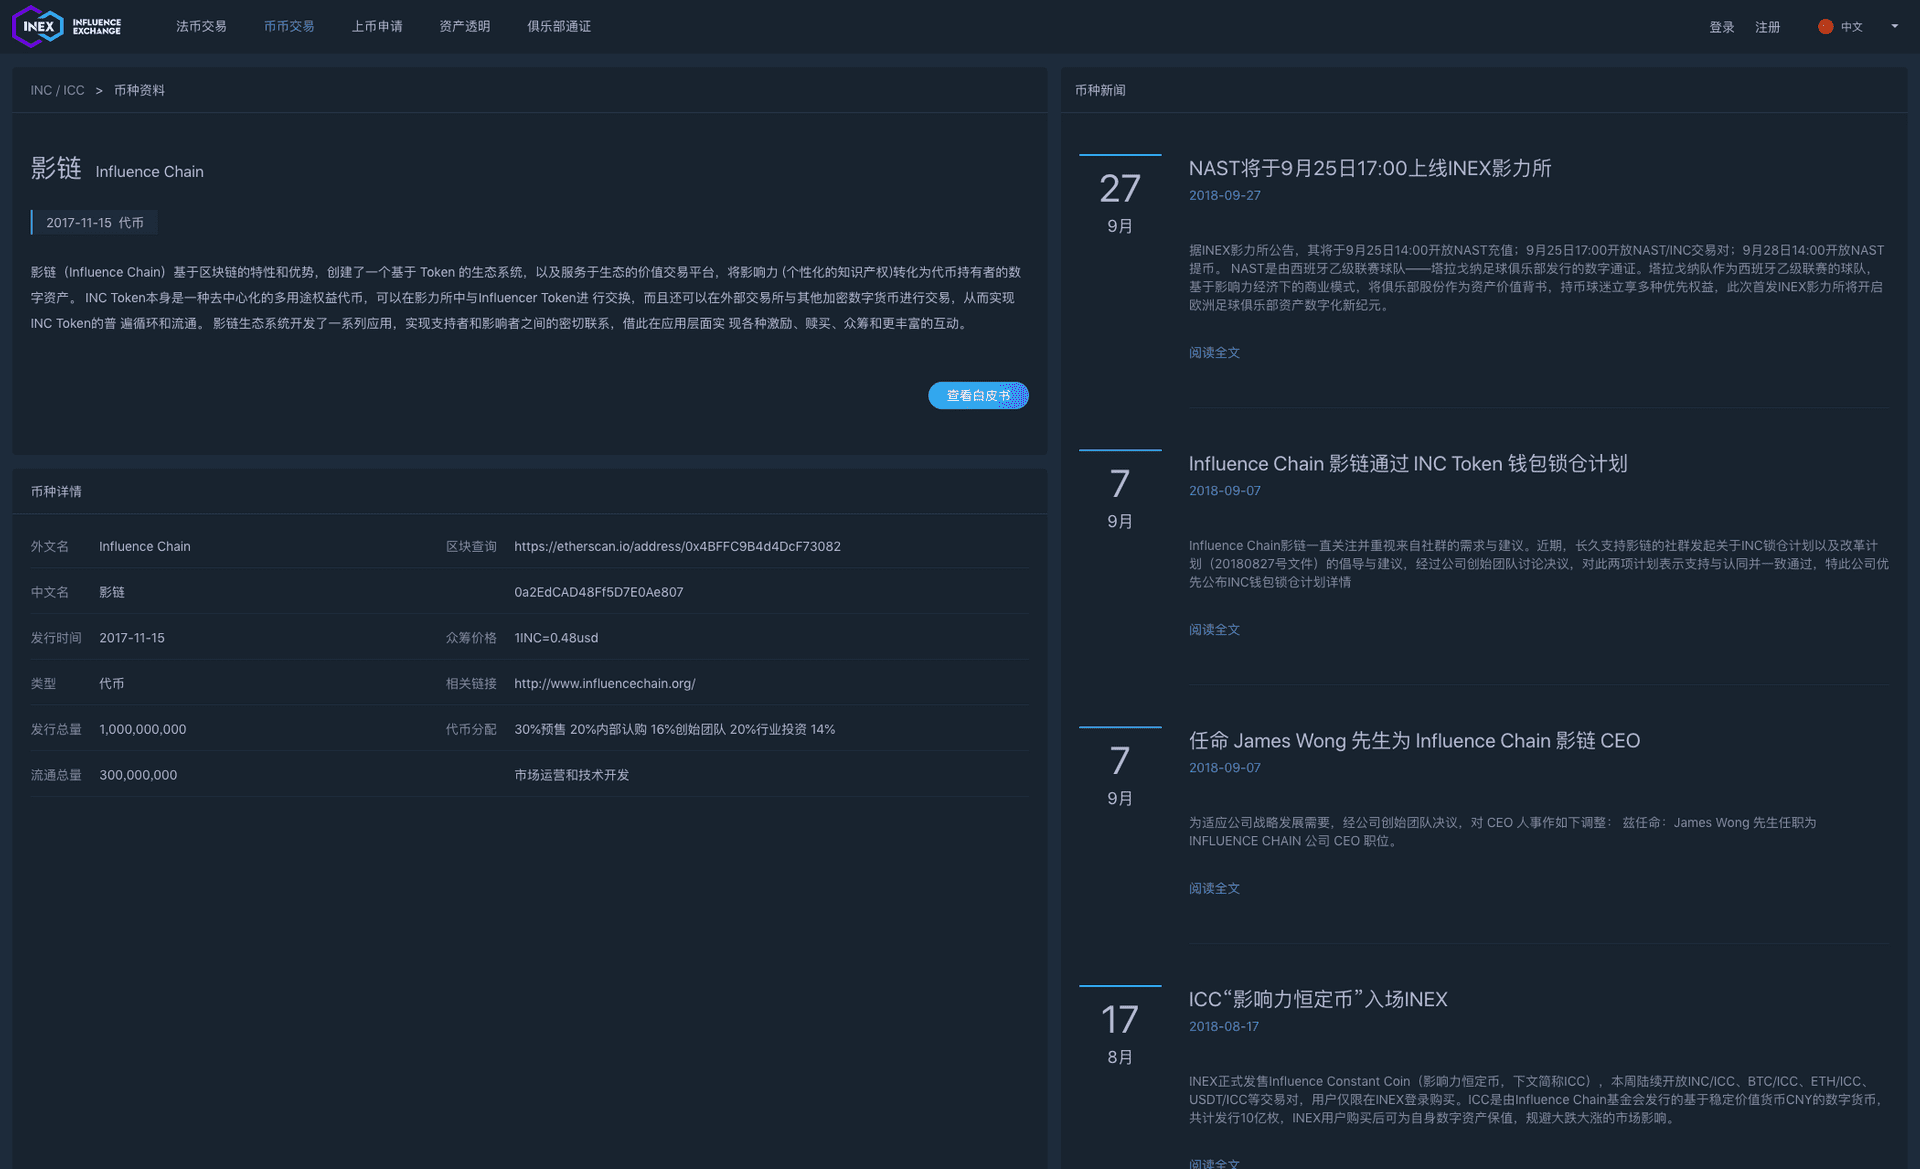 INEX INFLUENCE EXCHANGE
法币交易 币币交易 上币申请 资产透明 俱乐部通证 登录 注册 中文
INC / ICC > 币种资料
影链 Influence Chain
2017-11-15 代币
影链（Influence Chain）基于区块链的特性和优势，创建了一个基于 Token 的生态系统，以及服务于生态的价值交易平台，将影响力 (个性化的知识产权)转化为代币持有者的数
字资产。 INC Token本身是一种去中心化的多用途权益代币，可以在影力所中与Influencer Token进 行交换，而且还可以在外部交易所与其他加密数字货币进行交易，从而实现
INC Token的普 遍循环和流通。 影链生态系统开发了一系列应用，实现支持者和影响者之间的密切联系，借此在应用层面实 现各种激励、赎买、众筹和更丰富的互动。
查看白皮书
币种详情
外文名 Influence Chain 区块查询 https://etherscan.io/address/0x4BFFC9B4d4DcF73082
中文名 影链 0a2EdCAD48Ff5D7E0Ae807
发行时间 2017-11-15 众筹价格 1INC=0.48usd
类型 代币 相关链接 http://www.influencechain.org/
发行总量 1,000,000,000 代币分配 30%预售 20%内部认购 16%创始团队 20%行业投资 14%
流通总量 300,000,000 市场运营和技术开发
币种新闻
27
9月
NAST将于9月25日17:00上线INEX影力所
2018-09-27
据INEX影力所公告，其将于9月25日14:00开放NAST充值；9月25日17:00开放NAST/INC交易对；9月28日14:00开放NAST
提币。 NAST是由西班牙乙级联赛球队——塔拉戈纳足球俱乐部发行的数字通证。塔拉戈纳队作为西班牙乙级联赛的球队，
基于影响力经济下的商业模式，将俱乐部股份作为资产价值背书，持币球迷立享多种优先权益，此次首发INEX影力所将开启
欧洲足球俱乐部资产数字化新纪元。
阅读全文
7
9月
Influence Chain 影链通过 INC Token 钱包锁仓计划
2018-09-07
Influence Chain影链一直关注并重视来自社群的需求与建议。近期，长久支持影链的社群发起关于INC锁仓计划以及改革计
划（20180827号文件）的倡导与建议，经过公司创始团队讨论决议，对此两项计划表示支持与认同并一致通过，特此公司优
先公布INC钱包锁仓计划详情
阅读全文
7
9月
任命 James Wong 先生为 Influence Chain 影链 CEO
2018-09-07
为适应公司战略发展需要，经公司创始团队决议，对 CEO 人事作如下调整： 兹任命：James Wong 先生任职为
INFLUENCE CHAIN 公司 CEO 职位。
阅读全文
17
8月
ICC“影响力恒定币”入场INEX
2018-08-17
INEX正式发售Influence Constant Coin（影响力恒定币，下文简称ICC），本周陆续开放INC/ICC、BTC/ICC、ETH/ICC、
USDT/ICC等交易对，用户仅限在INEX登录购买。ICC是由Influence Chain基金会发行的基于稳定价值货币CNY的数字货币，
共计发行10亿枚，INEX用户购买后可为自身数字资产保值，规避大跌大涨的市场影响。
阅读全文